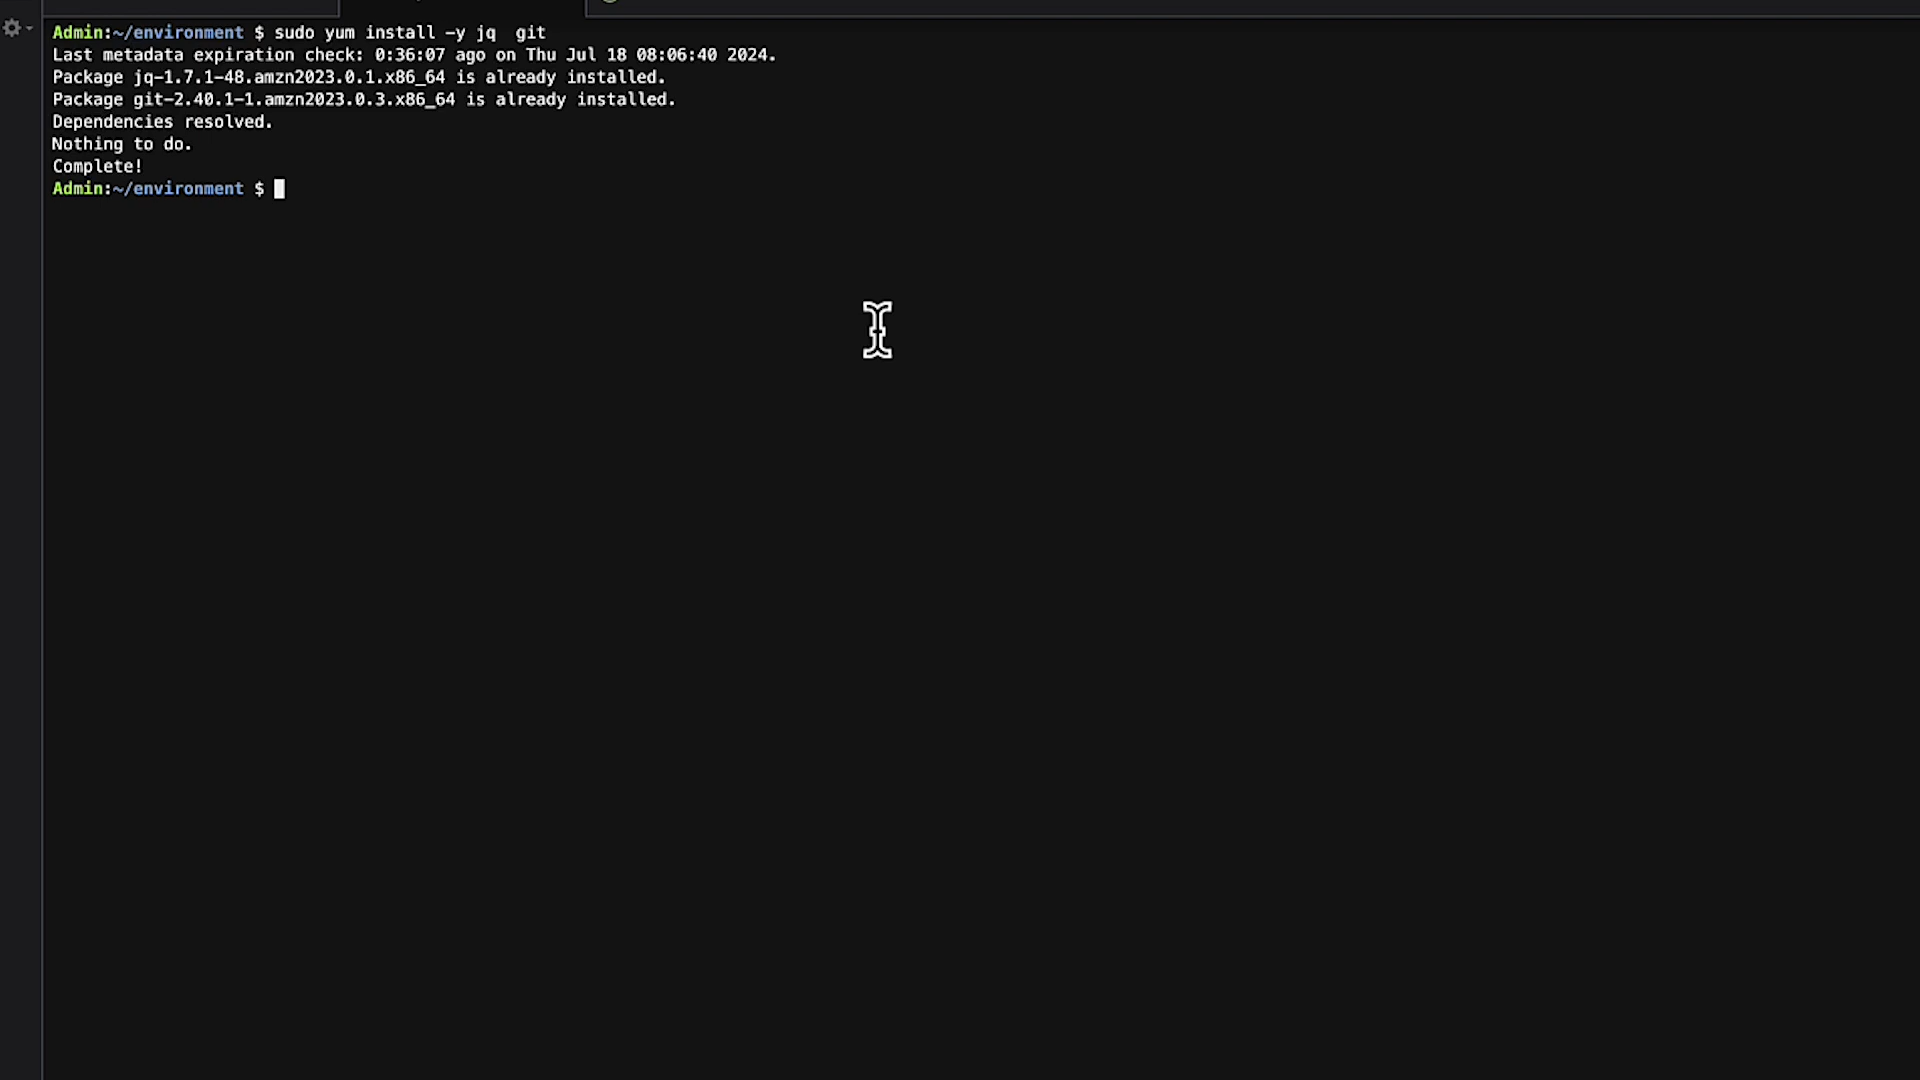 Admin:~/environment $ sudo yum install -y jq  git
Last metadata expiration check: 0:36:07 ago on Thu Jul 18 08:06:40 2024.
Package jq-1.7.1-48.amzn2023.0.1.x86_64 is already installed.
Package git-2.40.1-1.amzn2023.0.3.x86_64 is already installed.
Dependencies resolved.
Nothing to do.
Complete!
Admin:~/environment $